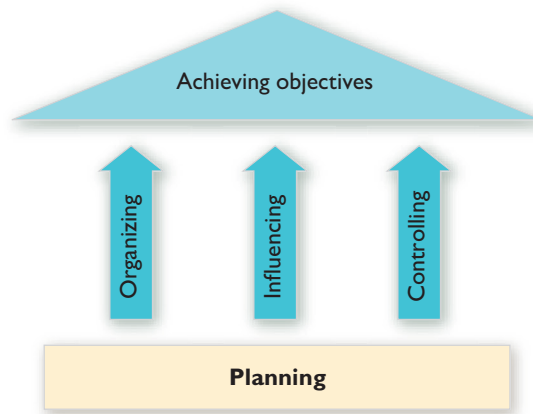 Achieving objectives
Organizing
Influencing
Controlling
Planning